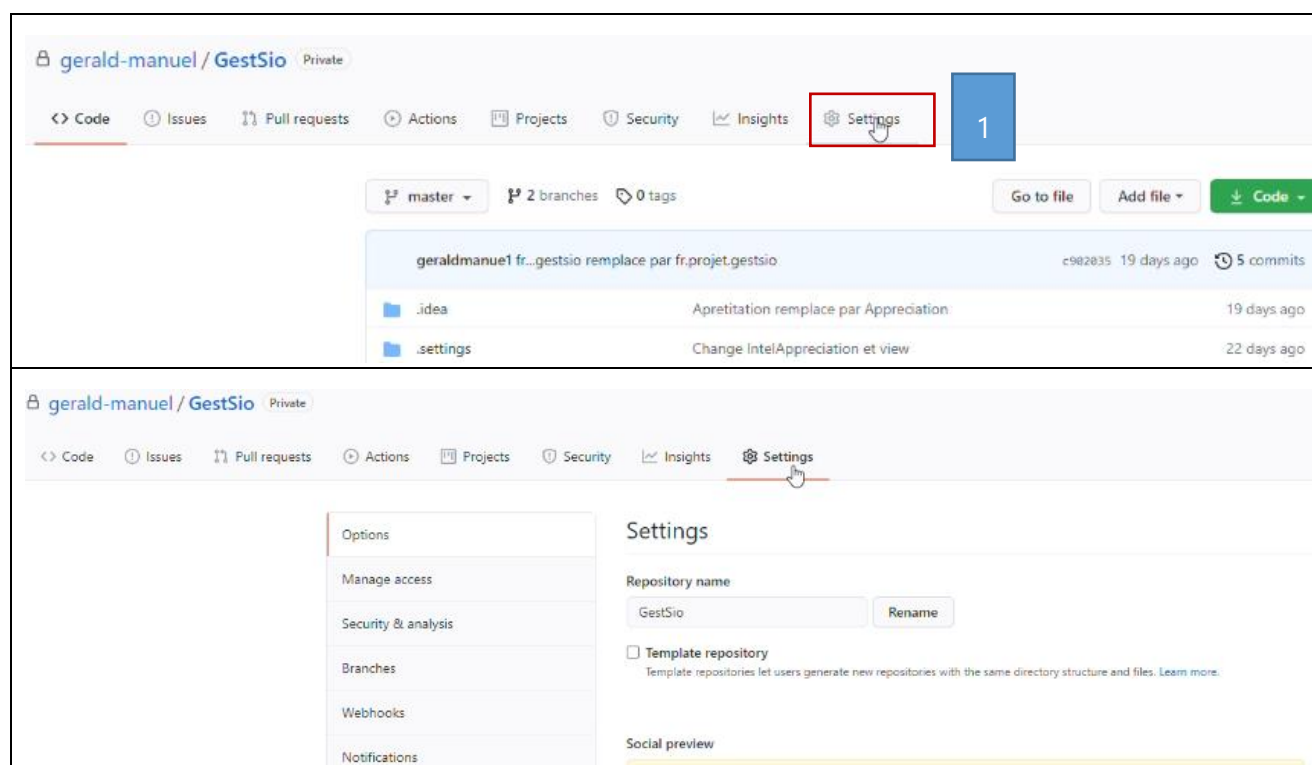 gerald-manuel / GestSio Private
<> Code Issues Pull requests Actions Projects Security Insights Settings 1
master 2 branches 0 tags Go to file Add file Code
geraldmanue1 fr...gestsio remplace par fr.projet.gestsio c902035 19 days ago 5 commits
.idea Apretitation remplace par Appreciation 19 days ago
.settings Change IntelAppreciation et view 22 days ago
gerald-manuel / GestSio Private
<> Code Issues Pull requests Actions Projects Security Insights Settings
Options
Manage access
Security & analysis
Branches
Webhooks
Notifications
Settings
Repository name
GestSio Rename
Template repository
Template repositories let users generate new repositories with the same directory structure and files. Learn more.
Social preview